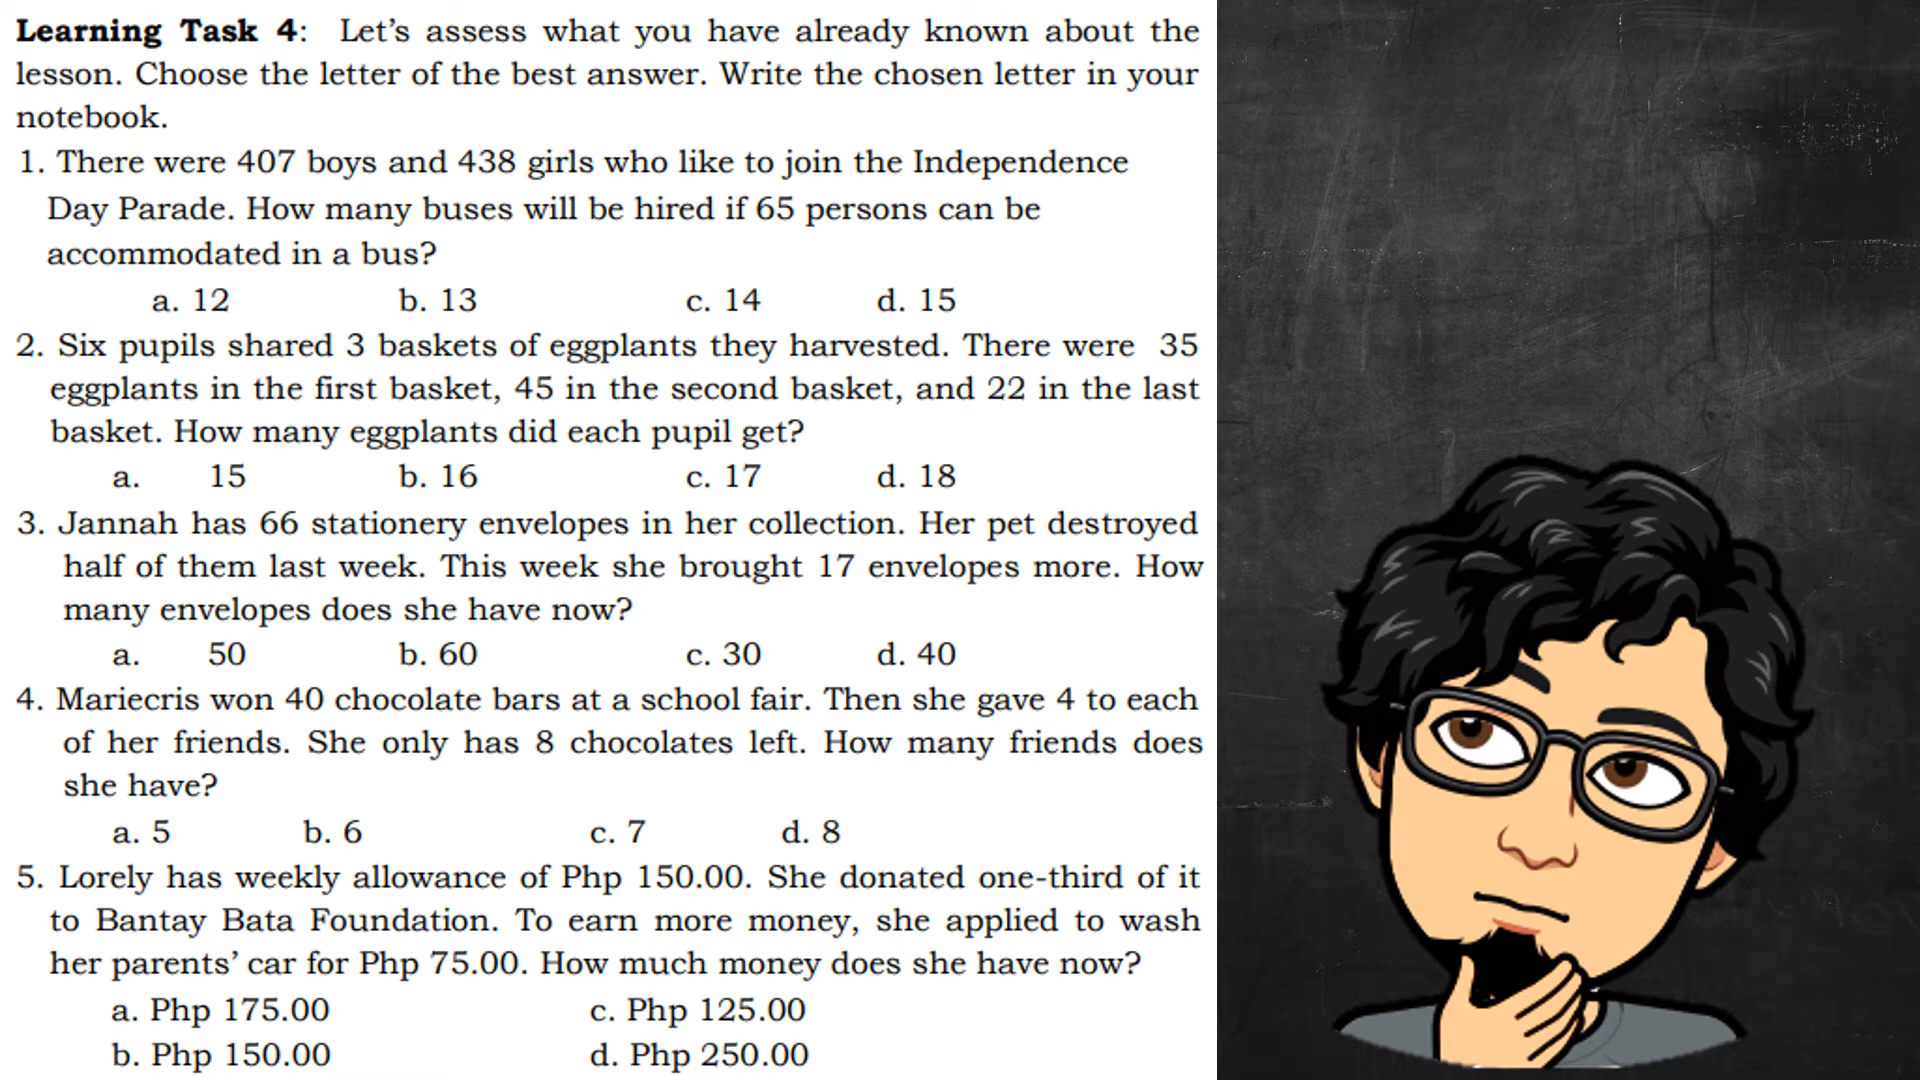 Learning Task 4: Let’s assess what you have already known about the
lesson. Choose the letter of the best answer. Write the chosen letter in your
notebook.
1. There were 407 boys and 438 girls who like to join the Independence
Day Parade. How many buses will be hired if 65 persons can be
accommodated in a bus?
a. 12 b. 13 c. 14 d. 15
2. Six pupils shared 3 baskets of eggplants they harvested. There were 35
eggplants in the first basket, 45 in the second basket, and 22 in the last
basket. How many eggplants did each pupil get?
a. 15 b. 16 c. 17 d. 18
3. Jannah has 66 stationery envelopes in her collection. Her pet destroyed
half of them last week. This week she brought 17 envelopes more. How
many envelopes does she have now?
a. 50 b. 60 c. 30 d. 40
4. Mariecris won 40 chocolate bars at a school fair. Then she gave 4 to each
of her friends. She only has 8 chocolates left. How many friends does
she have?
a. 5 b. 6 c. 7 d. 8
5. Lorely has weekly allowance of Php 150.00. She donated one-third of it
to Bantay Bata Foundation. To earn more money, she applied to wash
her parents’ car for Php 75.00. How much money does she have now?
a. Php 175.00 c. Php 125.00
b. Php 150.00 d. Php 250.00